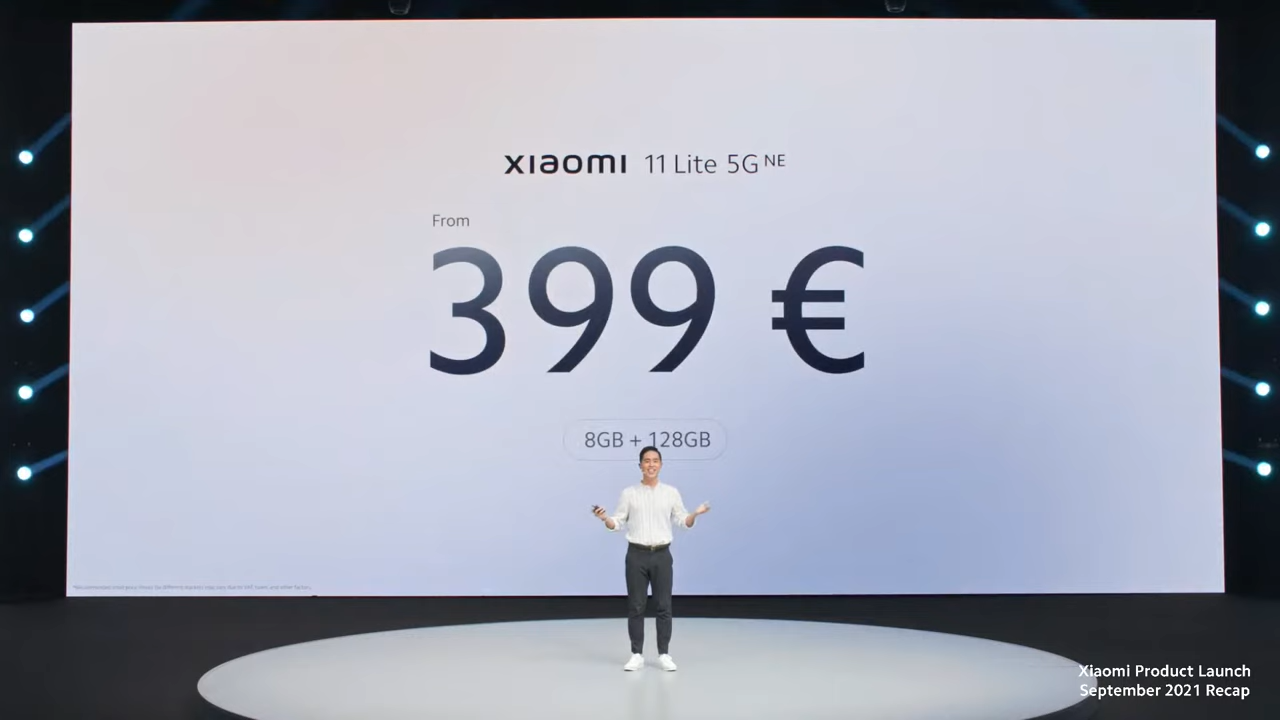 xiaomi 11 Lite 5G NE
From
399 €
8GB + 128GB
Xiaomi Product Launch
September 2021 Recap